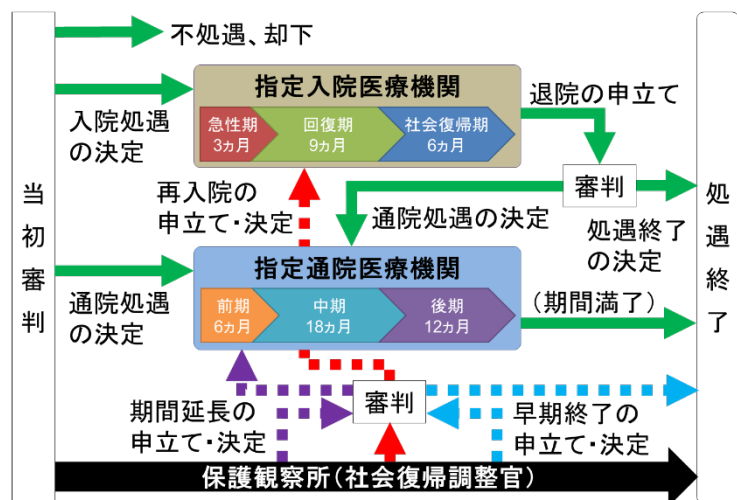 不処遇、却下
指定入院医療機関
急性期
3ヵ月
回復期
9ヵ月
社会復帰期
6ヵ月
入院処遇
の決定
退院の申立て
当初審判
審判
処遇終了
再入院の
申立て・決定
通院処遇の決定
処遇終了
の決定
指定通院医療機関
前期
6ヵ月
中期
18ヵ月
後期
12ヵ月
通院処遇
の決定
（期間満了）
期間延長の
申立て・決定
審判
早期終了の
申立て・決定
保護観察所（社会復帰調整官）